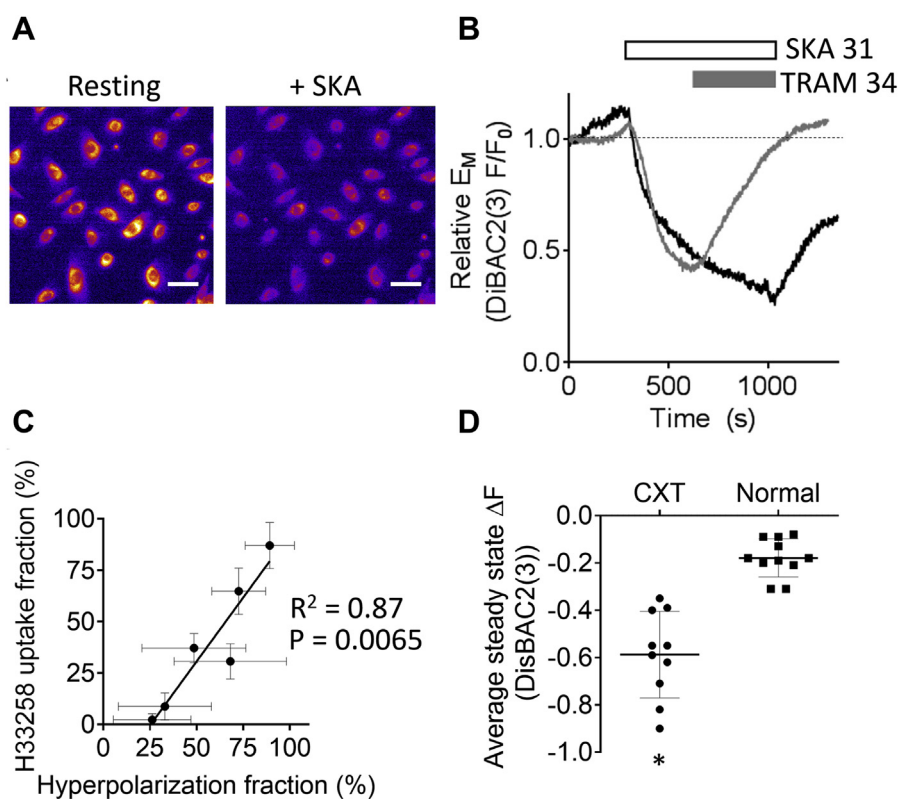 A
Resting
+ SKA
B
SKA 31
TRAM 34
Relative EM
(DiBAC2(3) F/F0)
1.0
0.5
0.0
0
500
1000
Time (s)
C
H33258 uptake fraction (%)
100
75
50
25
0
R2 = 0.87
P = 0.0065
0
25
50
75
100
Hyperpolarization fraction (%)
D
CXT
Normal
Average steady state ΔF
(DisBAC2(3))
0.0
-0.2
-0.4
-0.6
-0.8
-1.0
*